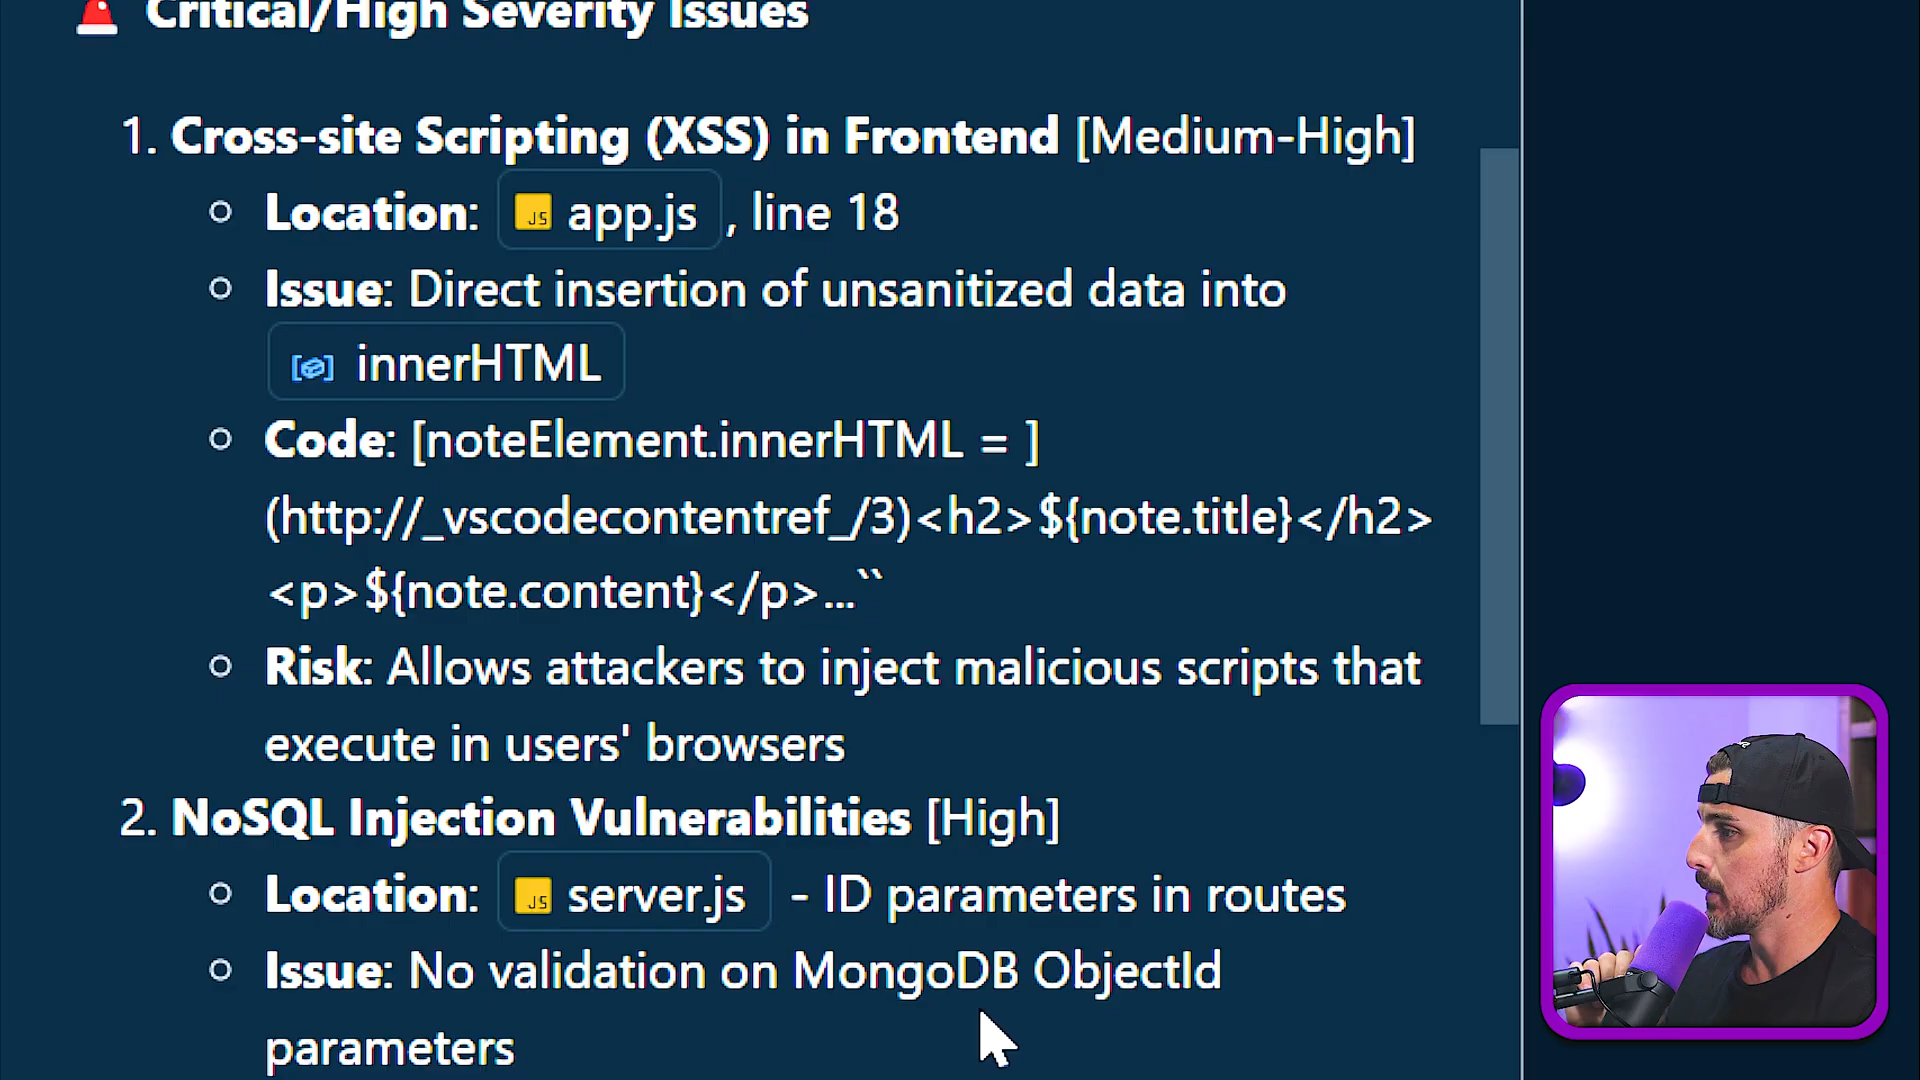 🚨 Critical/High Severity Issues
1. Cross-site Scripting (XSS) in Frontend [Medium-High]
○ Location: JS app.js , line 18
○ Issue: Direct insertion of unsanitized data into
innerHTML
○ Code: [noteElement.innerHTML = ]
(http://_vscodecontentref_/3)<h2>${note.title}</h2>
<p>${note.content}</p>...``
○ Risk: Allows attackers to inject malicious scripts that
execute in users' browsers
2. NoSQL Injection Vulnerabilities [High]
○ Location: JS server.js - ID parameters in routes
○ Issue: No validation on MongoDB ObjectId
parameters